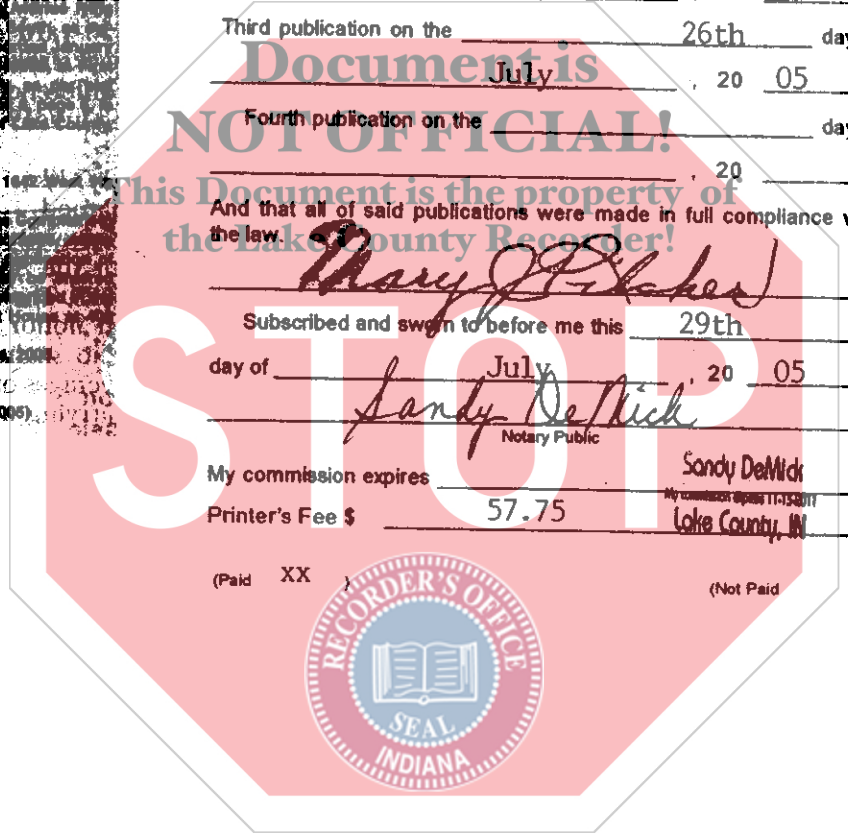 Third publication on the 26th day
July , 20 05
Document is
Fourth publication on the day
NOT OFFICIAL!
, 20
This Document is the property of
And that all of said publications were made in full compliance
the law.
the Lake County Recorder!
Mary J
STOP
Subscribed and sworn to before me this 29th
day of July , 20 05
Sandy DeMick
Notary Public
My commission expires
Sandy DeMick
Lake County, IN
Printer's Fee $ 57.75
(Paid XX )
(Not Paid
RECORDER'S OFFICE
SEAL
INDIANA